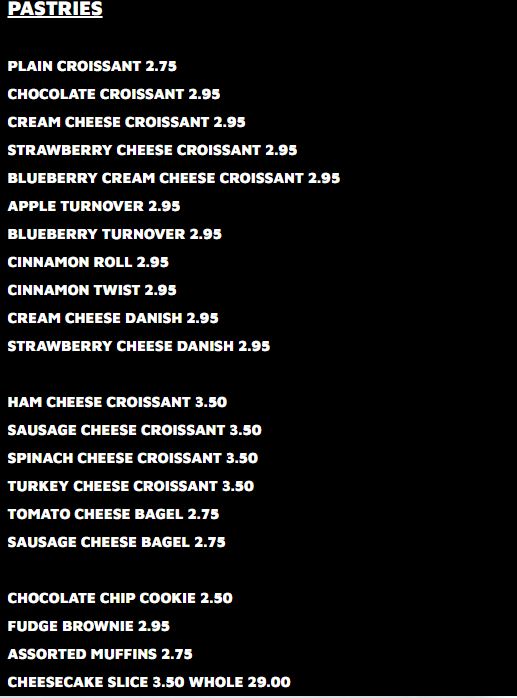 PASTRIES
PLAIN CROISSANT 2.75
CHOCOLATE CROISSANT 2.95
CREAM CHEESE CROISSANT 2.95
STRAWBERRY CHEESE CROISSANT 2.95
BLUEBERRY CREAM CHEESE CROISSANT 2.95
APPLE TURNOVER 2.95
BLUEBERRY TURNOVER 2.95
CINNAMON ROLL 2.95
CINNAMON TWIST 2.95
CREAM CHEESE DANISH 2.95
STRAWBERRY CHEESE DANISH 2.95
HAM CHEESE CROISSANT 3.50
SAUSAGE CHEESE CROISSANT 3.50
SPINACH CHEESE CROISSANT 3.50
TURKEY CHEESE CROISSANT 3.50
TOMATO CHEESE BAGEL 2.75
SAUSAGE CHEESE BAGEL 2.75
CHOCOLATE CHIP COOKIE 2.50
FUDGE BROWNIE 2.95
ASSORTED MUFFINS 2.75
CHEESECAKE SLICE 3.50 WHOLE 29.00